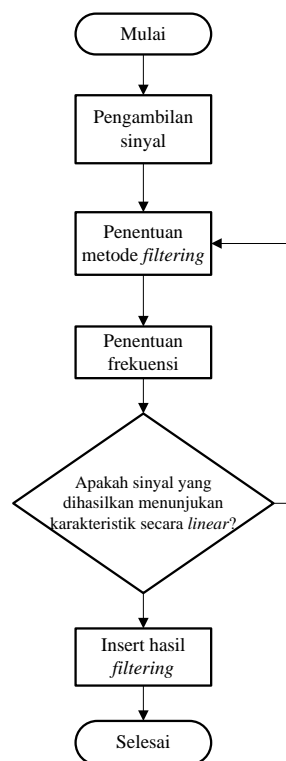 Mulai
Pengambilan
sinyal
Penentuan
metode filtering
Penentuan
frekuensi
Apakah sinyal yang
dihasilkan menunjukan
karakteristik secara linear?
Insert hasil
filtering
Selesai